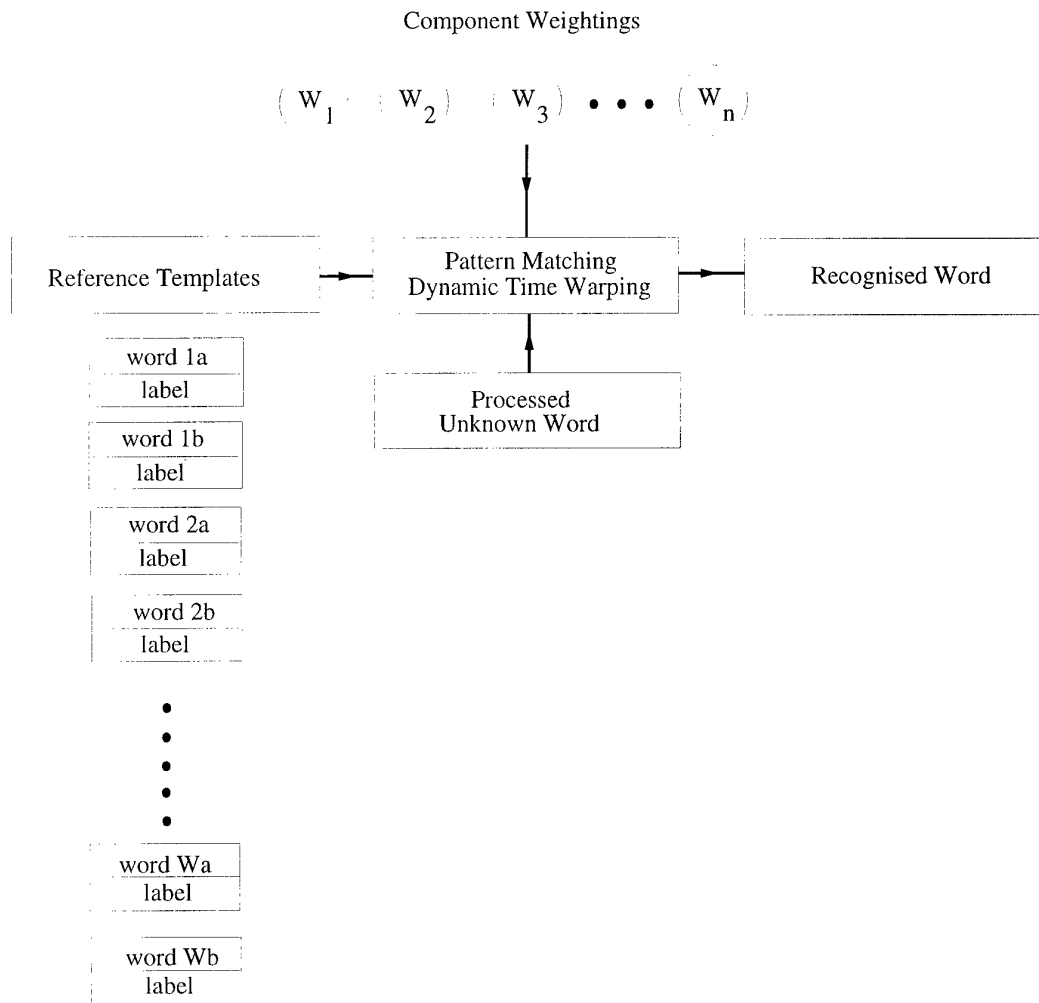 Component Weightings
W1 W2 W3 • • • Wn
Reference Templates
Pattern Matching
Dynamic Time Warping
Recognised Word
Processed
Unknown Word
word 1a
label
word 1b
label
word 2a
label
word 2b
label
word Wa
label
word Wb
label